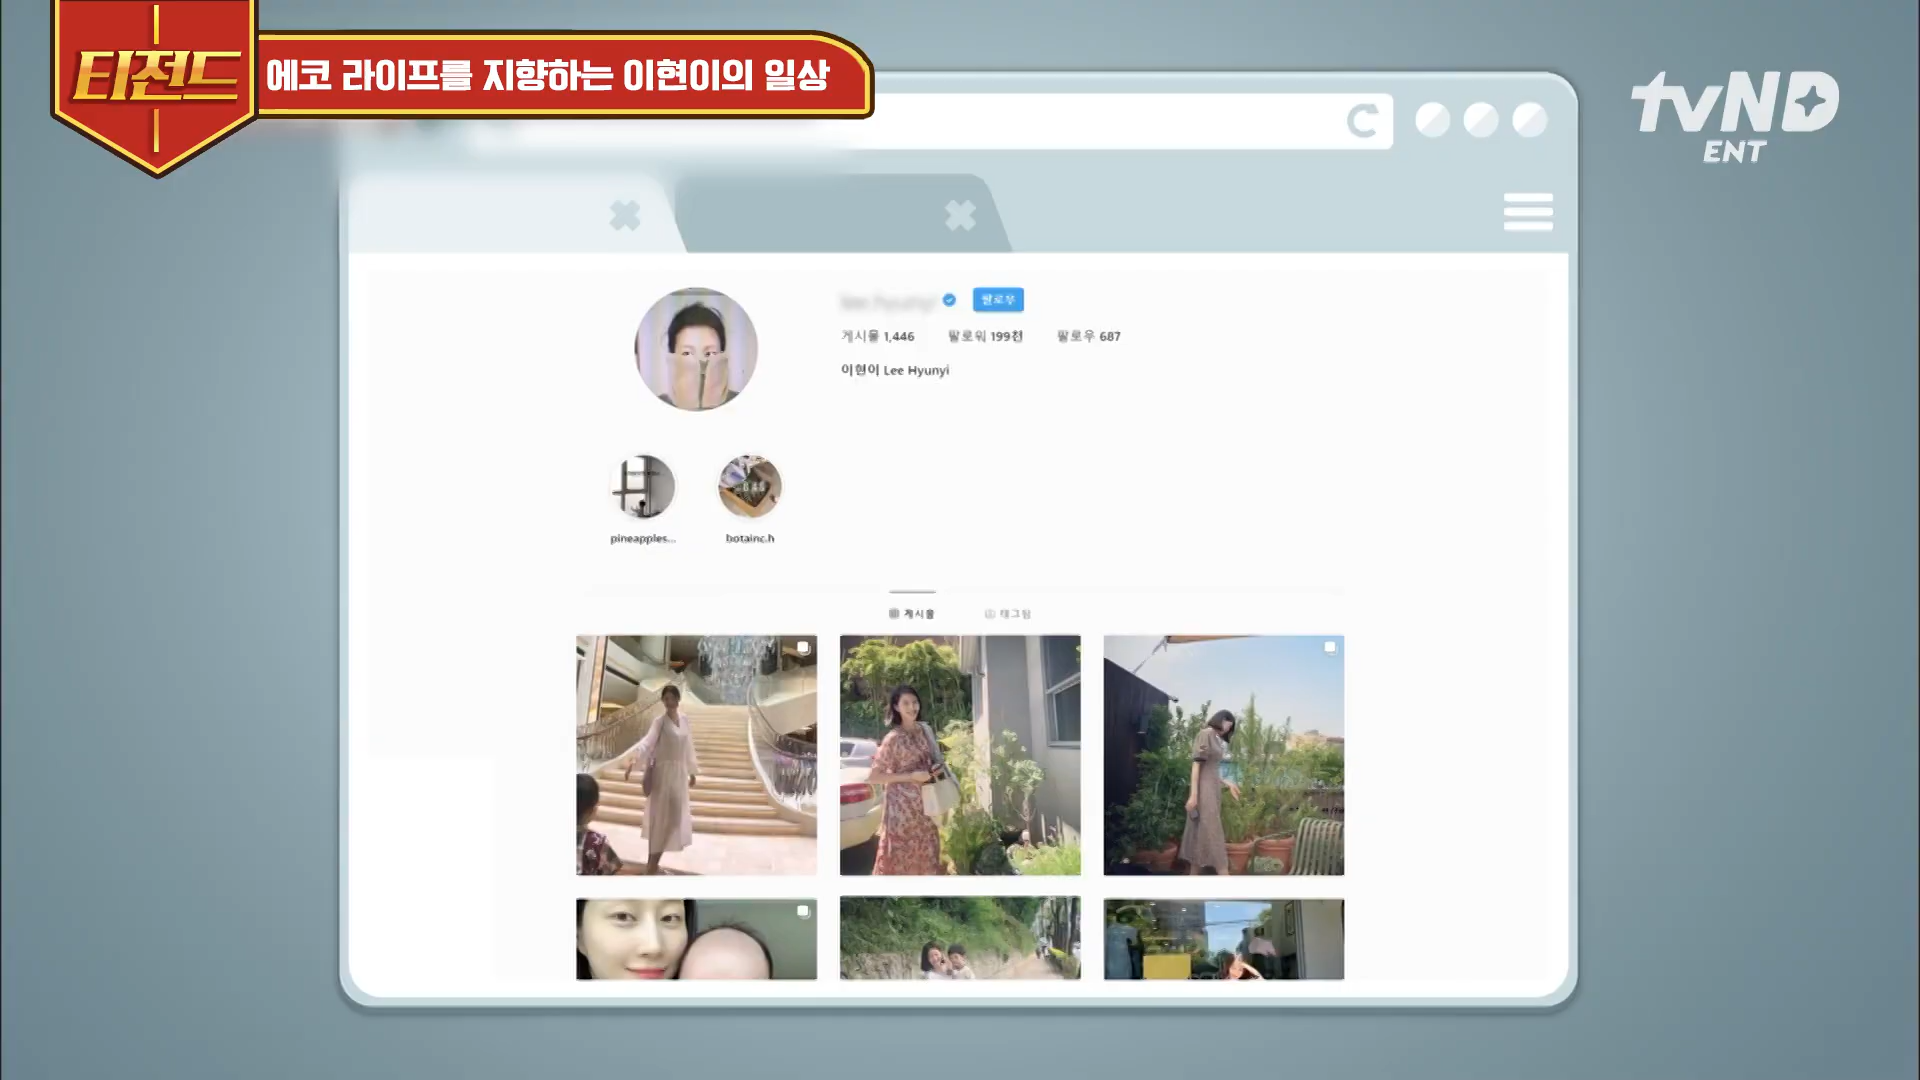 티전드
에코 라이프를 지향하는 이현이의 일상
tvND
ENT
팔로우
게시물 1,446 팔로워 199천 팔로우 687
이현이 Lee Hyunyi
pineapples... botainc.h
게시물 태그됨